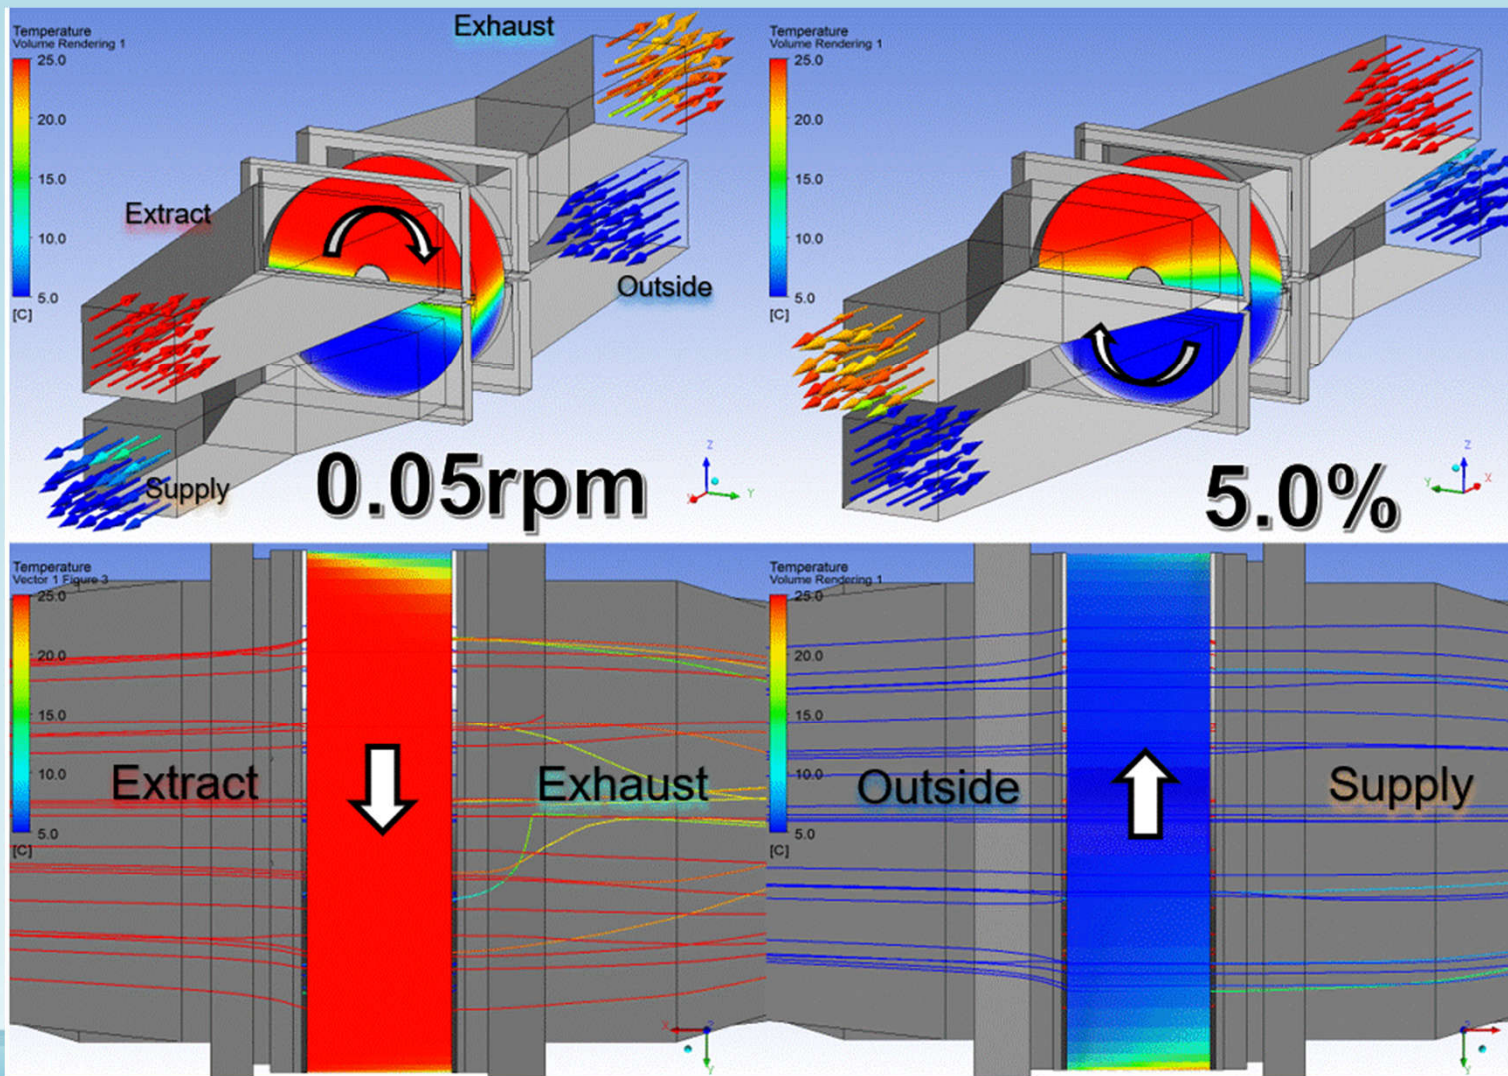 Temperature
Volume Rendering 1
25.0
20.0
15.0
10.0
5.0
[C]
Exhaust
Extract
Outside
Supply
0.05rpm
Z
X
Y
Temperature
Volume Rendering 1
25.0
20.0
15.0
10.0
5.0
[C]
5.0%
Z
X
Y
Temperature
Vector 1 Figure 3
25.0
20.0
15.0
10.0
5.0
[C]
Extract
Exhaust
X
Z
Y
Temperature
Volume Rendering 1
25.0
20.0
15.0
10.0
5.0
[C]
Outside
Supply
Y